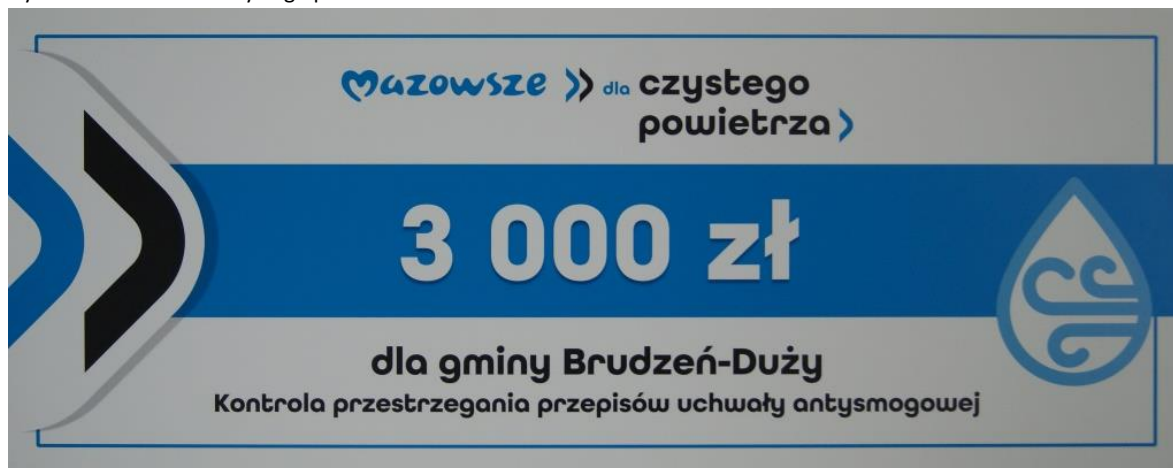 Mazowsze dla czystego
powietrza
3 000 zł
dla gminy Brudzeń-Duży
Kontrola przestrzegania przepisów uchwały antysmogowej